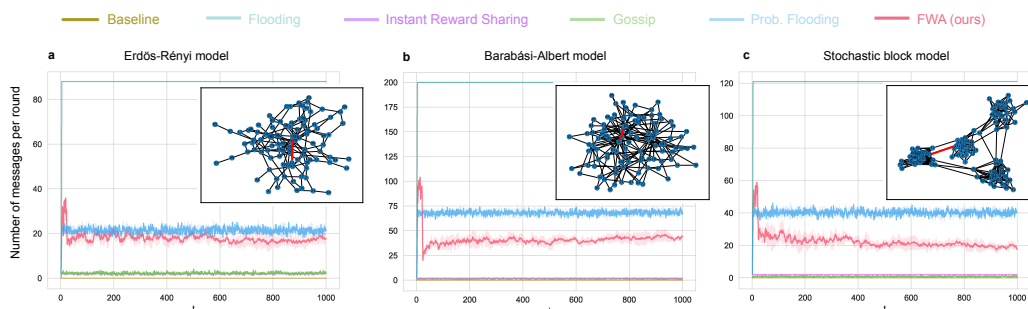 Baseline Flooding Instant Reward Sharing Gossip Prob. Flooding FWA (ours)
a Erdös-Rényi model
b Barabási-Albert model
c Stochastic block model
Number of messages per round
80
60
40
20
0
0 200 400 600 800 1000
200
175
150
125
100
75
50
25
0
0 200 400 600 800 1000
120
100
80
60
40
20
0
0 200 400 600 800 1000